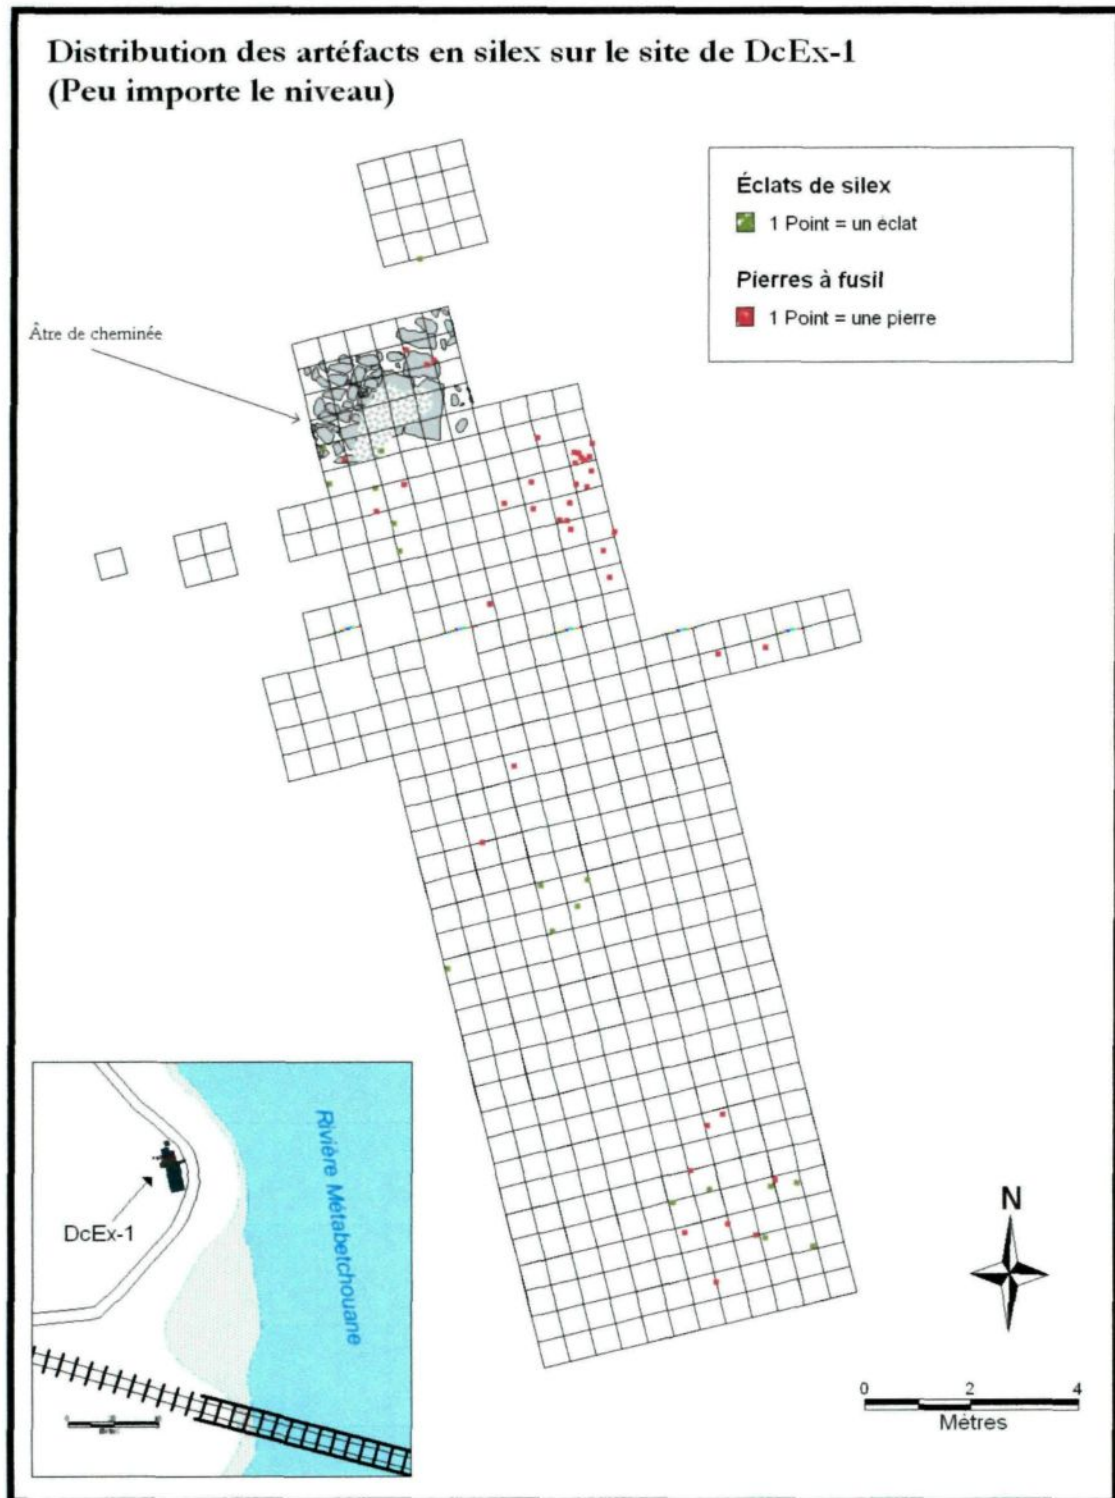 Distribution des artéfacts en silex sur le site de DcEx-1
(Peu importe le niveau)
Éclats de silex
1 Point = un éclat
Pierres à fusil
1 Point = une pierre
Âtre de cheminée
Rivière Métabetchouane
DcEx-1
N
0 2 4
Mètres